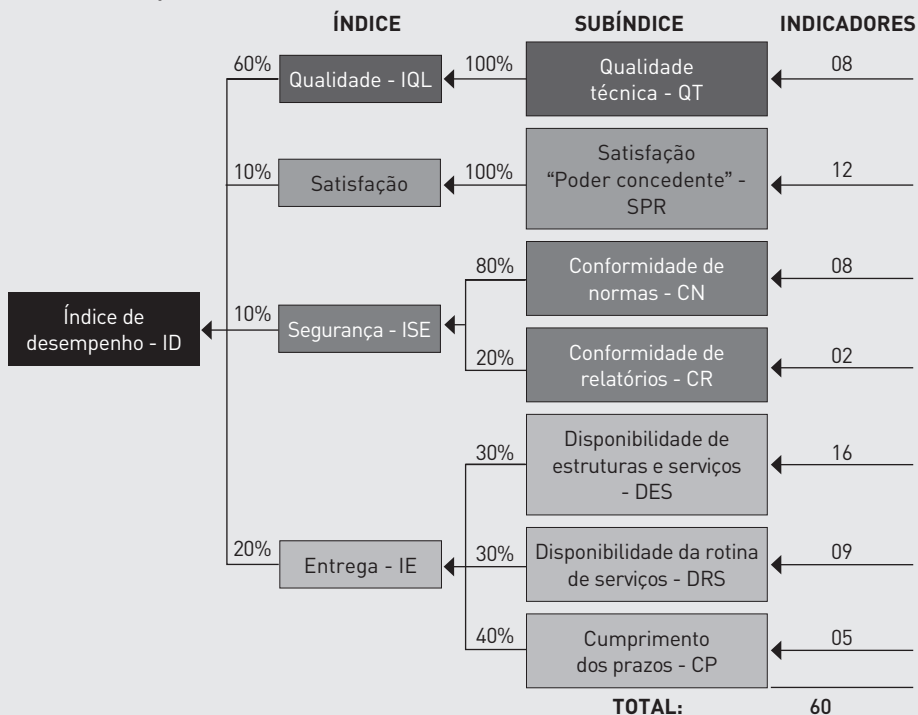 ÍNDICE
SUBÍNDICE
INDICADORES
60%
Qualidade - IQL
100%
Qualidade
técnica - QT
08
10%
Satisfação
100%
Satisfação
“Poder concedente” -
SPR
12
Índice de
desempenho - ID
10%
Segurança - ISE
80%
Conformidade de
normas - CN
08
20%
Conformidade de
relatórios - CR
02
20%
Entrega - IE
30%
Disponibilidade de
estruturas e serviços
- DES
16
30%
Disponibilidade da rotina
de serviços - DRS
09
40%
Cumprimento
dos prazos - CP
05
TOTAL:
60